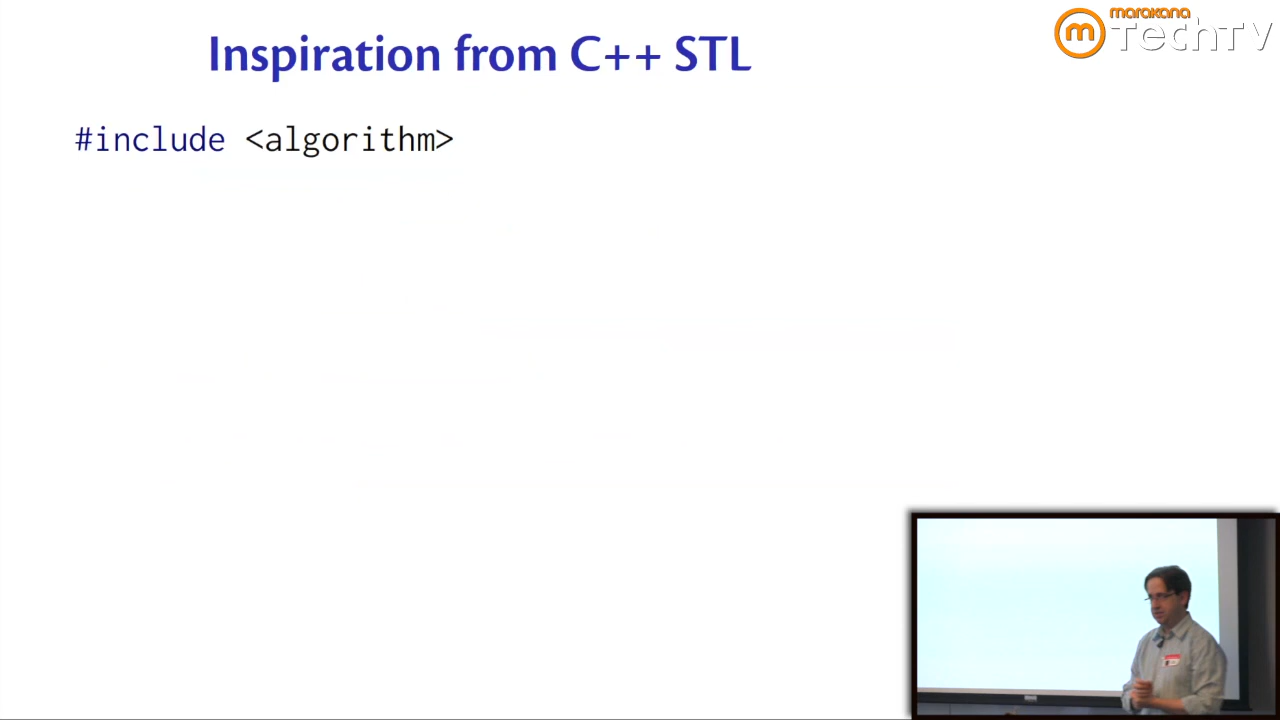 Inspiration from C++ STL
marakana
m TechTV
#include <algorithm>